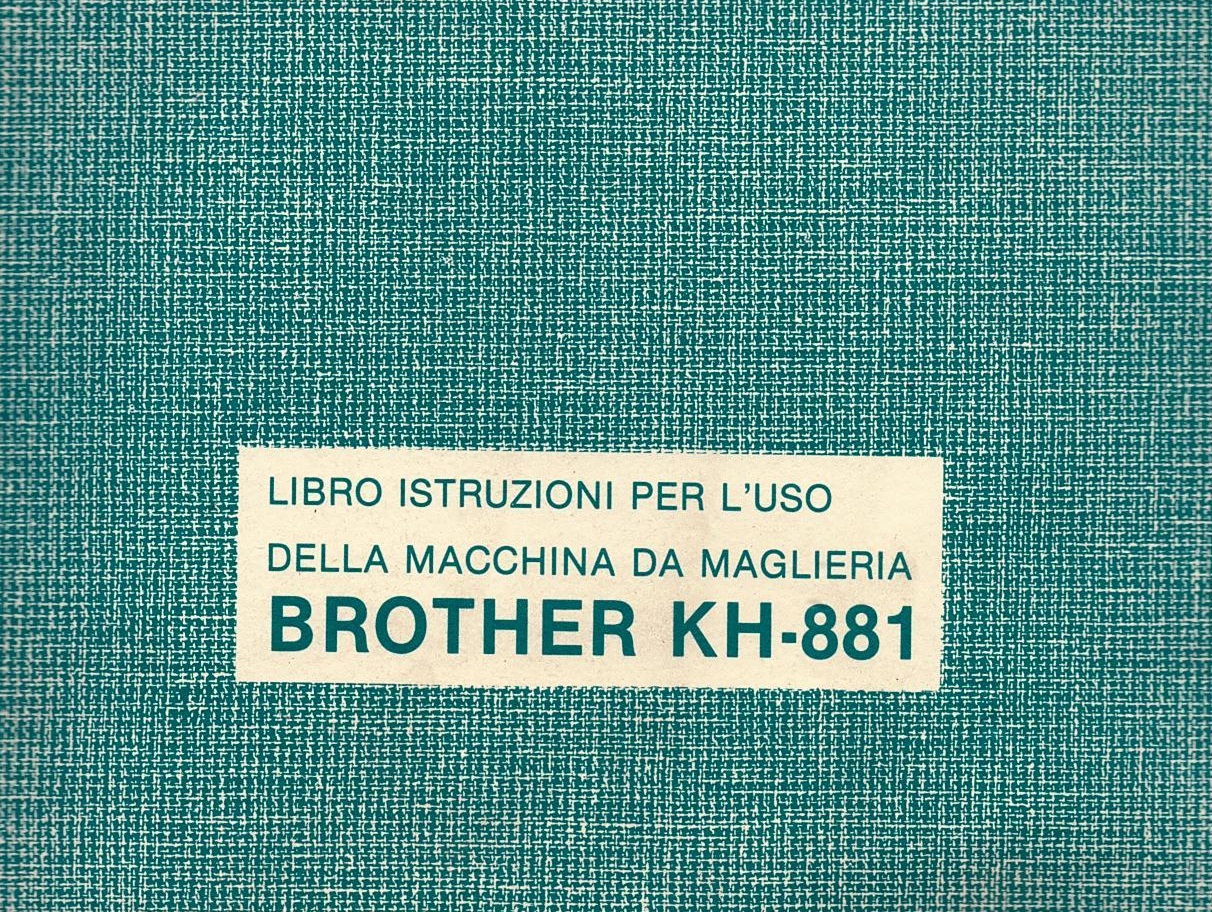 LIBRO ISTRUZIONI PER L'USO
DELLA MACCHINA DA MAGLIERIA
BROTHER KH-881